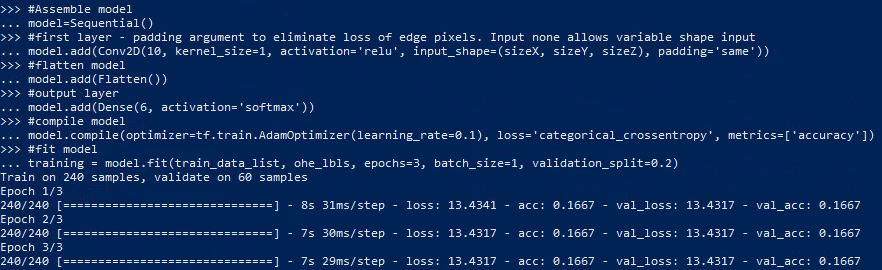 >>> #Assemble model
... model=Sequential()
>>> #first layer - padding argument to eliminate loss of edge pixels. Input none allows variable shape input
... model.add(Conv2D(10, kernel_size=1, activation='relu', input_shape=(sizeX, sizeY, sizeZ), padding='same'))
>>> #flatten model
... model.add(Flatten())
>>> #output layer
... model.add(Dense(6, activation='softmax'))
>>> #compile model
... model.compile(optimizer=tf.train.AdamOptimizer(learning_rate=0.1), loss='categorical_crossentropy', metrics=['accuracy'])
>>> #fit model
... training = model.fit(train_data_list, ohe_lbls, epochs=3, batch_size=1, validation_split=0.2)
Train on 240 samples, validate on 60 samples
Epoch 1/3
240/240 [==============================] - 8s 31ms/step - loss: 13.4341 - acc: 0.1667 - val_loss: 13.4317 - val_acc: 0.1667
Epoch 2/3
240/240 [==============================] - 7s 30ms/step - loss: 13.4317 - acc: 0.1667 - val_loss: 13.4317 - val_acc: 0.1667
Epoch 3/3
240/240 [==============================] - 7s 29ms/step - loss: 13.4317 - acc: 0.1667 - val_loss: 13.4317 - val_acc: 0.1667